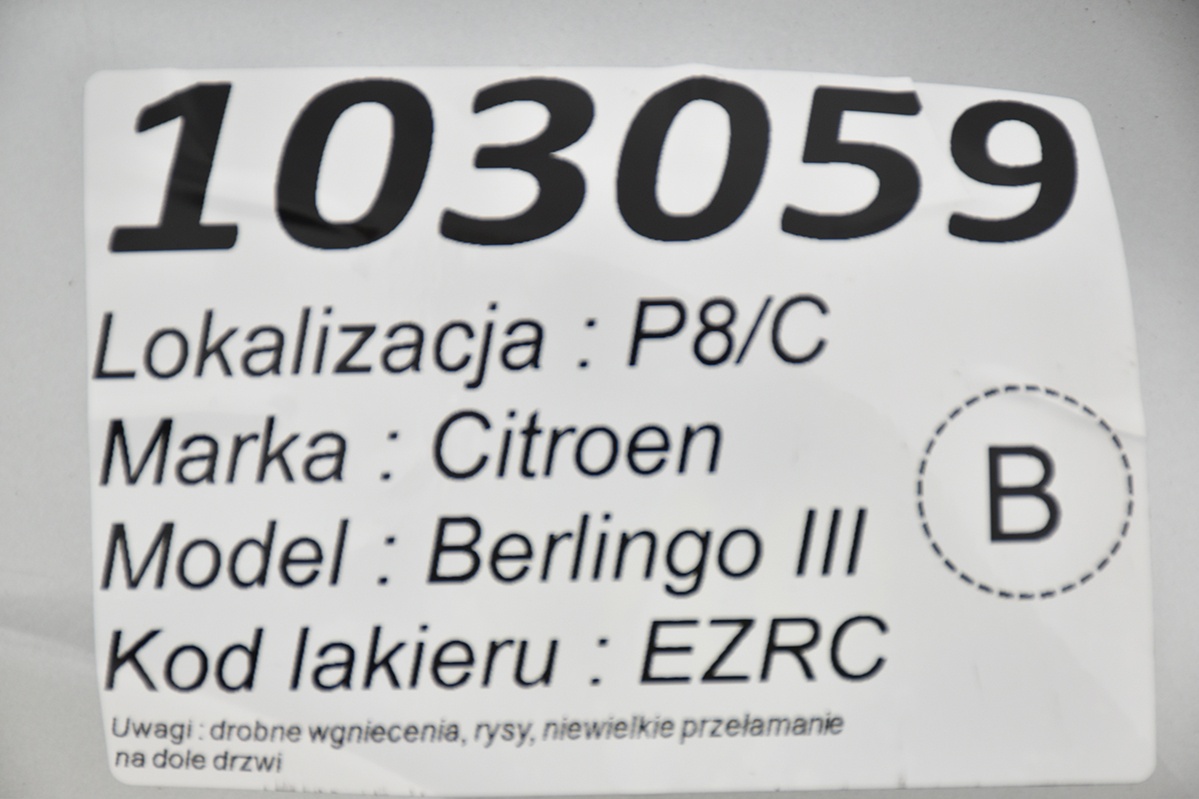 103059
Lokalizacja : P8/C
Marka : Citroen
Model : Berlingo III
B
Kod lakieru : EZRC
Uwagi : drobne wgniecenia, rysy, niewielkie przełamanie
na dole drzwi